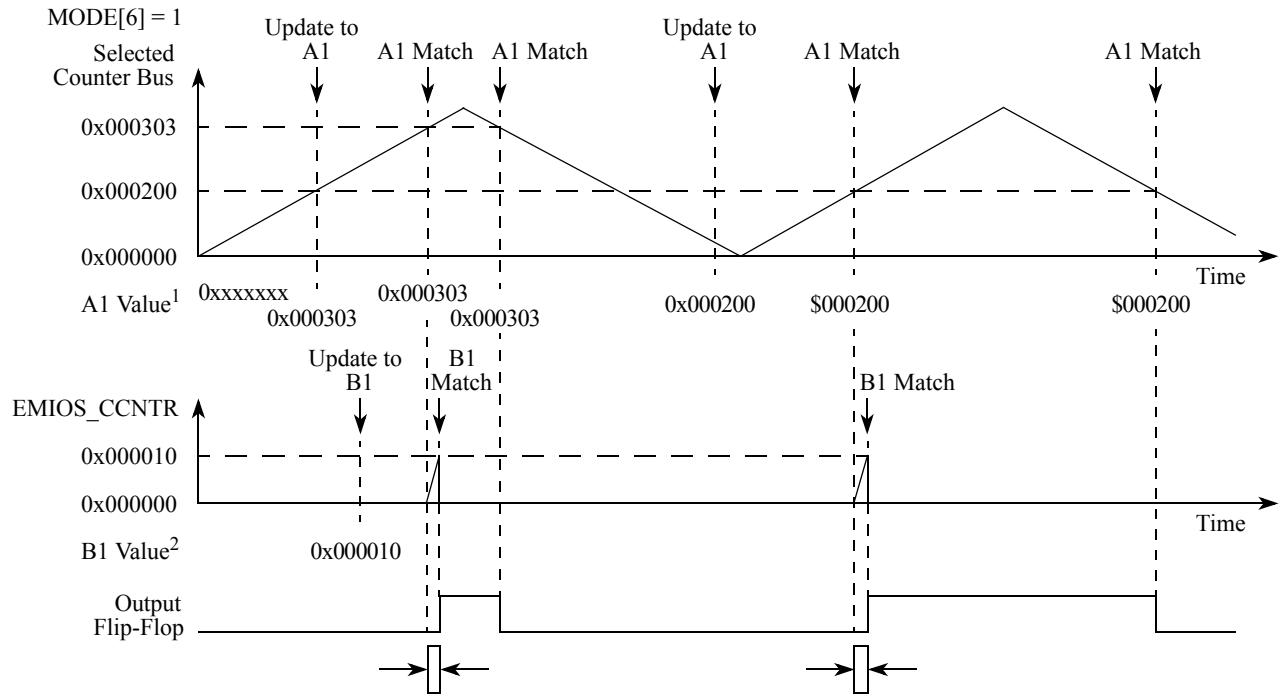 MODE[6] = 1
Update to
A1
A1 Match
A1 Match
Update to
A1
A1 Match
A1 Match
Selected
Counter Bus
0x000303
0x000200
0x000000
Time
A1 Value1
0xxxxxxx
0x000303
0x000303
0x000303
0x000200
$000200
$000200
Update to
B1
B1
Match
B1 Match
EMIOS_CCNTR
0x000010
0x000000
Time
B1 Value2
0x000010
Output
Flip-Flop